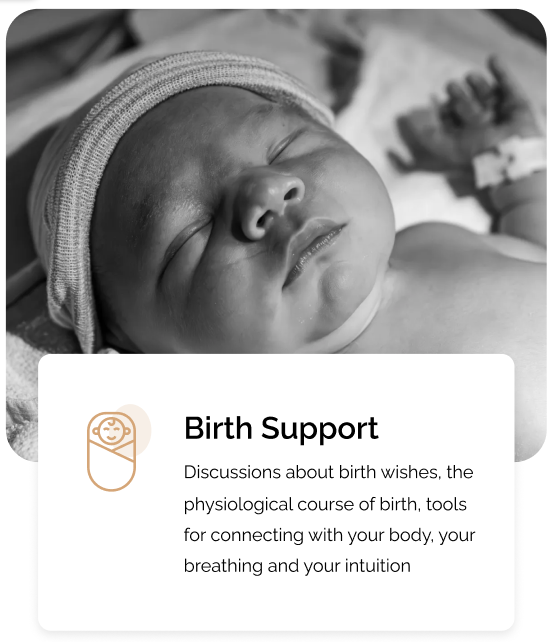 Birth Support
Discussions about birth wishes, the
physiological course of birth, tools
for connecting with your body, your
breathing and your intuition